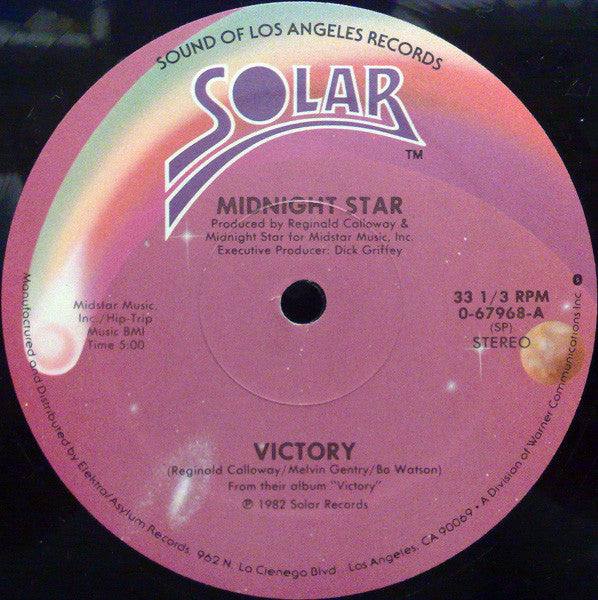 SOUND OF LOS ANGELES RECORDS
SOLAR
TM
MIDNIGHT STAR
Produced by Reginald Calloway &
Midnight Star for Midstar Music, Inc.
Executive Producer: Dick Griffey
Midstar Music,
Inc./Hip-Trip
Music BMI
Time 5:00
33 1/3 RPM
0-67968-A
(SP)
STEREO
VICTORY
(Reginald Calloway/Melvin Gentry/Bo Watson)
From their album "Victory"
℗ 1982 Solar Records
Manufactured and Distributed by Elektra/Asylum Records, 962 N. La Cienega Blvd. Los Angeles, CA 90069 • A Division of Warner Communications Inc.